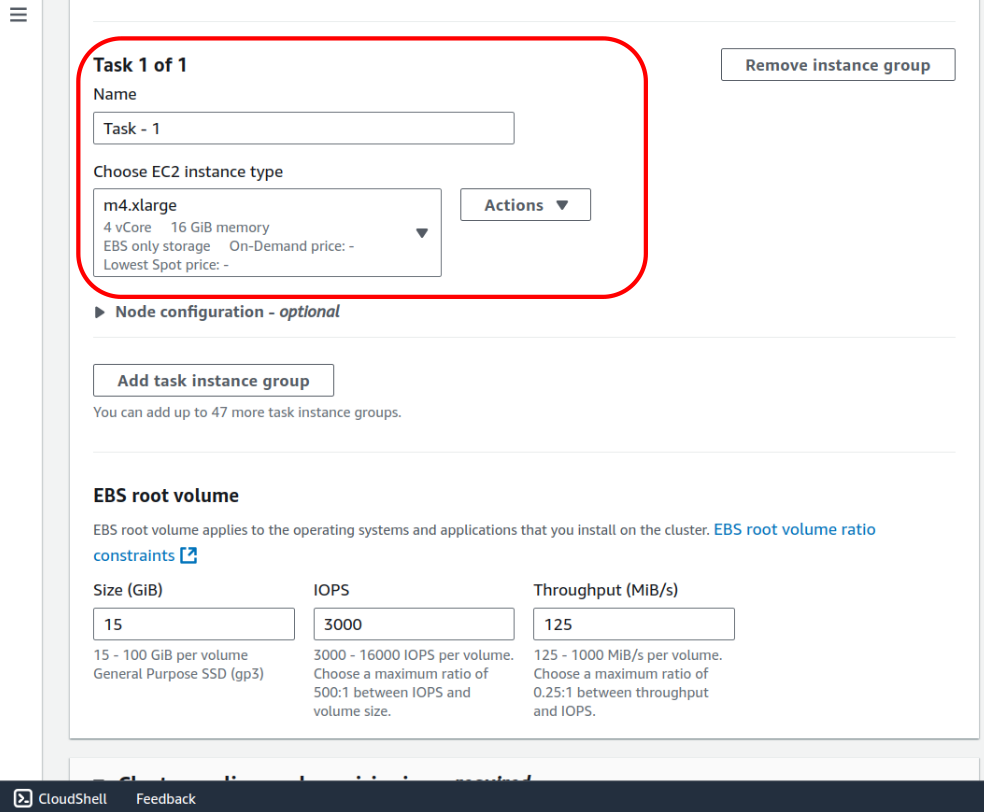 Task 1 of 1
Remove instance group
Name
Task - 1
Choose EC2 instance type
m4.xlarge
Actions
4 vCore 16 GiB memory
EBS only storage On-Demand price: -
Lowest Spot price: -
Node configuration - optional
Add task instance group
You can add up to 47 more task instance groups.
EBS root volume
EBS root volume applies to the operating systems and applications that you install on the cluster. EBS root volume ratio
constraints
Size (GiB)
15
15 - 100 GiB per volume
General Purpose SSD (gp3)
IOPS
3000
3000 - 16000 IOPS per volume.
Choose a maximum ratio of
500:1 between IOPS and
volume size.
Throughput (MiB/s)
125
125 - 1000 MiB/s per volume.
Choose a maximum ratio of
0.25:1 between throughput
and IOPS.
required
CloudShell
Feedback